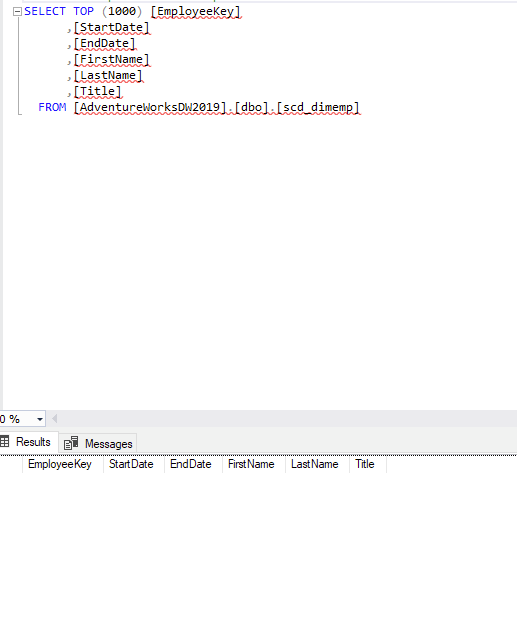 SELECT TOP (1000) [EmployeeKey]
,[StartDate]
,[EndDate]
,[FirstName]
,[LastName]
,[Title]
FROM [AdventureWorksDW2019].[dbo].[scd_dimemp]
0 %
Results Messages
EmployeeKey StartDate EndDate FirstName LastName Title